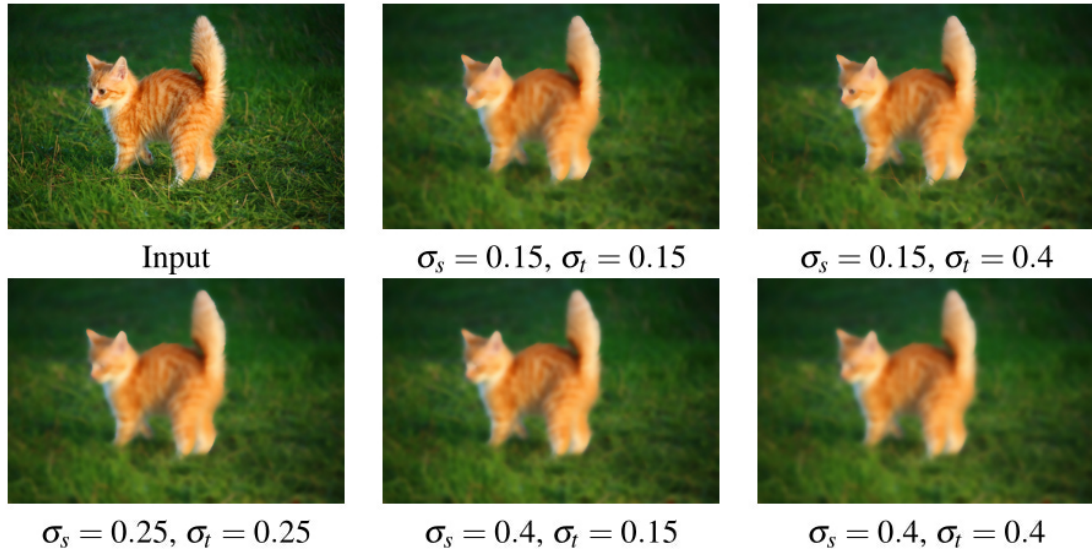 Input
σₛ = 0.15, σₜ = 0.15
σₛ = 0.15, σₜ = 0.4
σₛ = 0.25, σₜ = 0.25
σₛ = 0.4, σₜ = 0.15
σₛ = 0.4, σₜ = 0.4